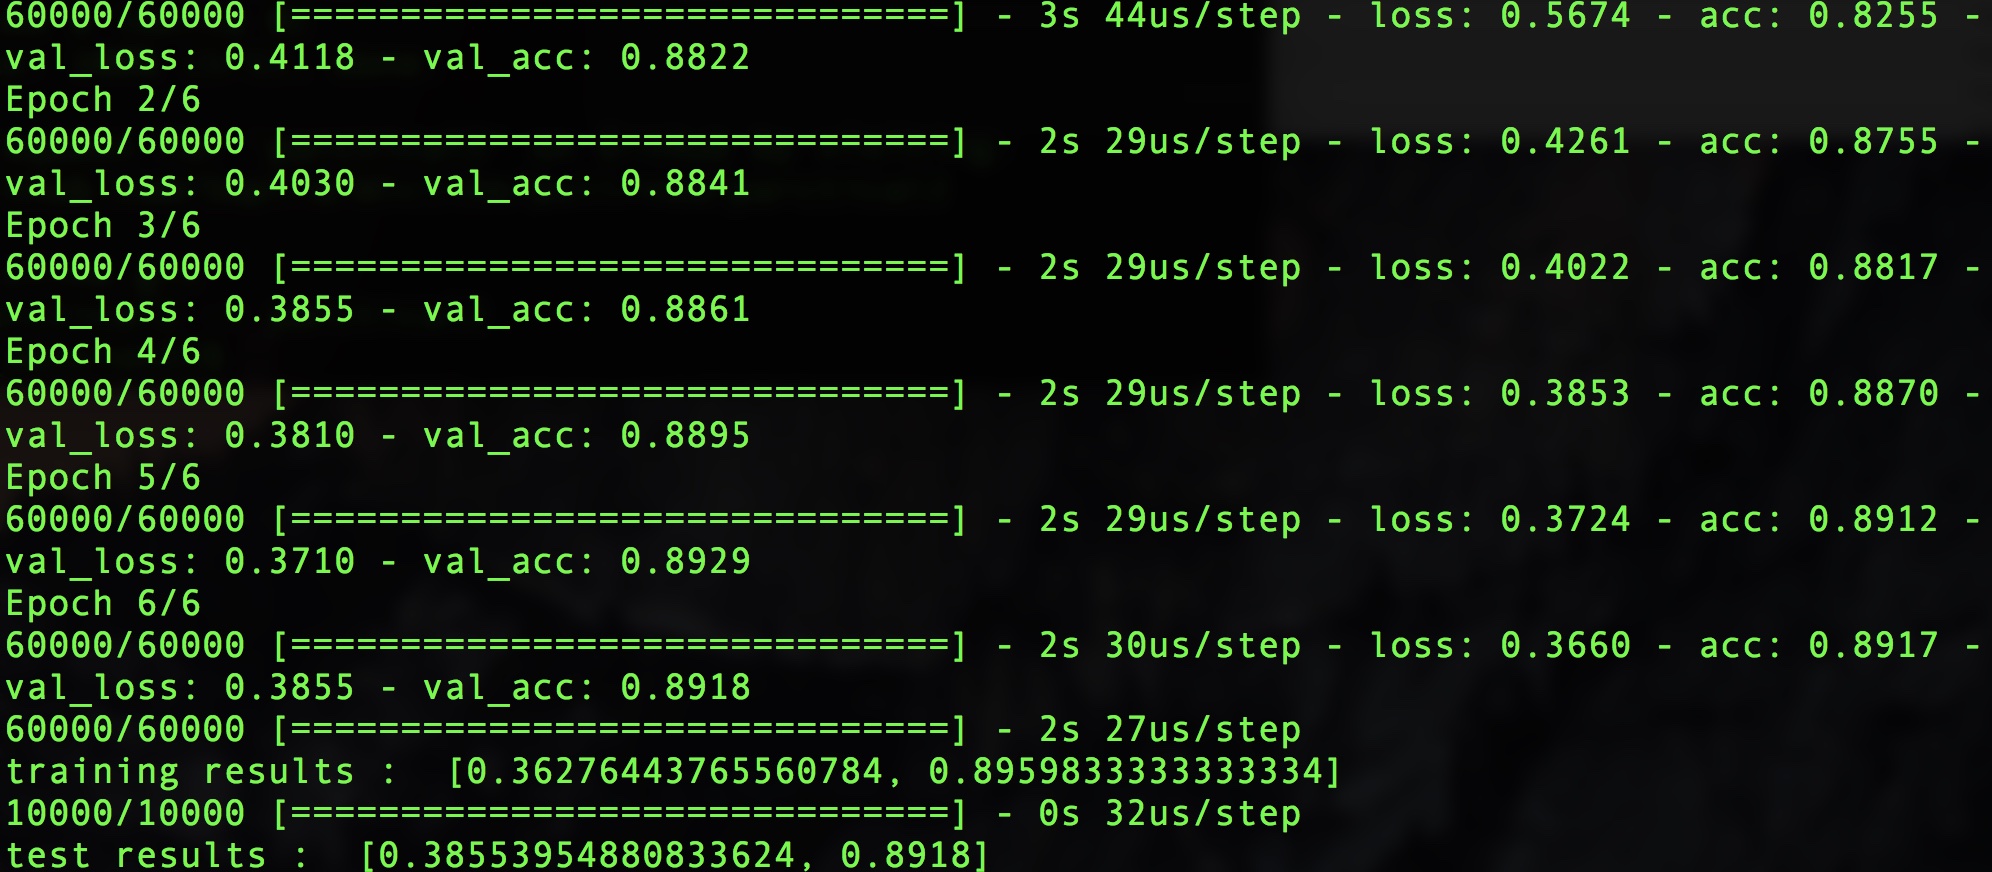 60000/60000 [==============================] - 3s 44us/step - loss: 0.5674 - acc: 0.8255 -
val_loss: 0.4118 - val_acc: 0.8822
Epoch 2/6
60000/60000 [==============================] - 2s 29us/step - loss: 0.4261 - acc: 0.8755 -
val_loss: 0.4030 - val_acc: 0.8841
Epoch 3/6
60000/60000 [==============================] - 2s 29us/step - loss: 0.4022 - acc: 0.8817 -
val_loss: 0.3855 - val_acc: 0.8861
Epoch 4/6
60000/60000 [==============================] - 2s 29us/step - loss: 0.3853 - acc: 0.8870 -
val_loss: 0.3810 - val_acc: 0.8895
Epoch 5/6
60000/60000 [==============================] - 2s 29us/step - loss: 0.3724 - acc: 0.8912 -
val_loss: 0.3710 - val_acc: 0.8929
Epoch 6/6
60000/60000 [==============================] - 2s 30us/step - loss: 0.3660 - acc: 0.8917 -
val_loss: 0.3855 - val_acc: 0.8918
60000/60000 [==============================] - 2s 27us/step
training results :  [0.36276443765560784, 0.8959833333333334]
10000/10000 [==============================] - 0s 32us/step
test results :  [0.38553954880833624, 0.8918]